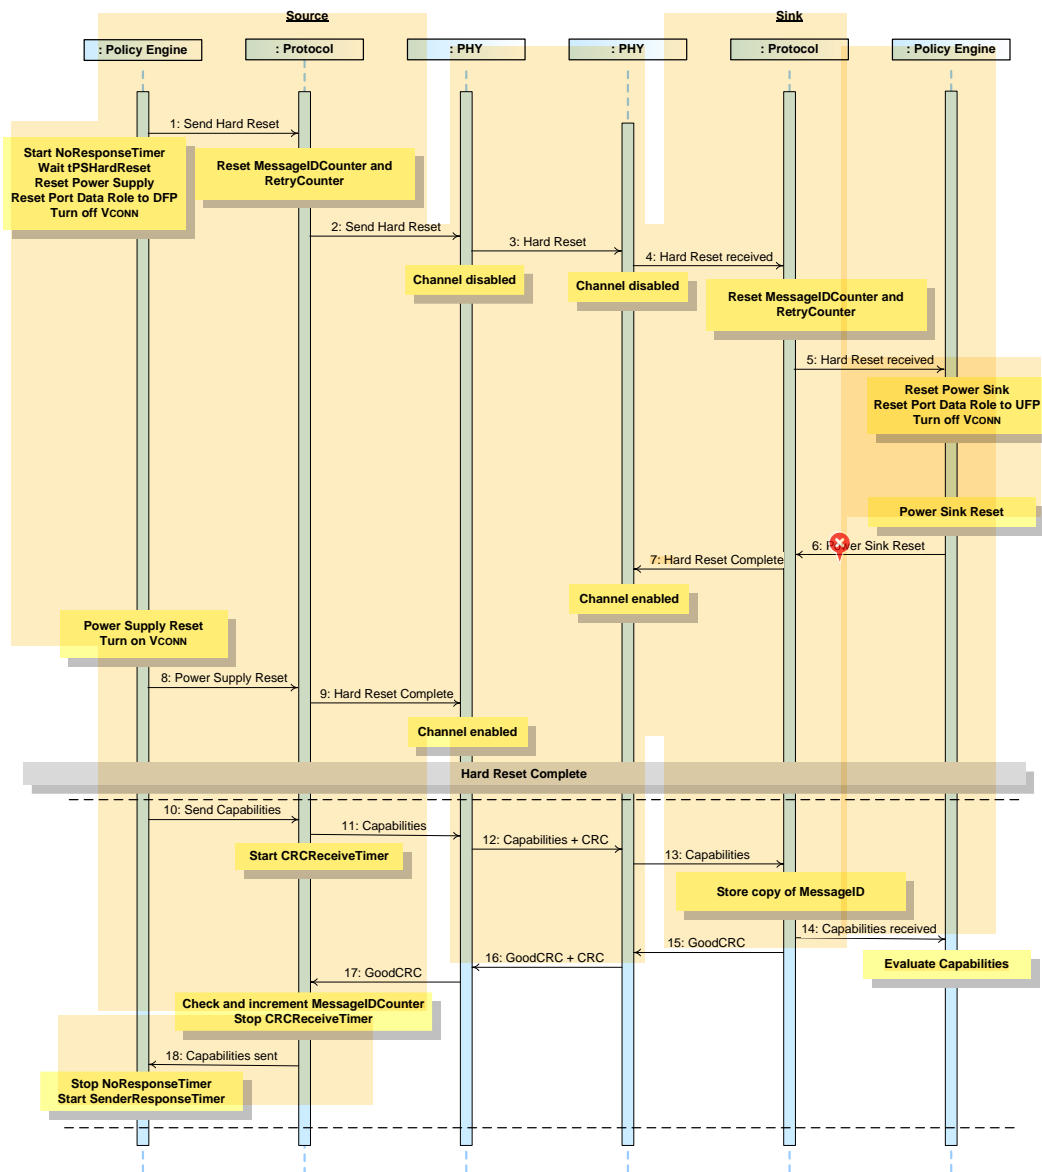 Source
Sink
: Policy Engine
: Protocol
: PHY
: PHY
: Protocol
: Policy Engine
1: Send Hard Reset
Start NoResponseTimer
Wait tPSHardReset
Reset Power Supply
Reset Port Data Role to DFP
Turn off VCONN
Reset MessageIDCounter and
RetryCounter
2: Send Hard Reset
3: Hard Reset
4: Hard Reset received
Channel disabled
Channel disabled
Reset MessageIDCounter and
RetryCounter
5: Hard Reset received
Reset Power Sink
Reset Port Data Role to UFP
Turn off VCONN
Power Sink Reset
6: Power Sink Reset
7: Hard Reset Complete
Channel enabled
Power Supply Reset
Turn on VCONN
8: Power Supply Reset
9: Hard Reset Complete
Channel enabled
Hard Reset Complete
10: Send Capabilities
11: Capabilities
12: Capabilities + CRC
Start CRCReceiveTimer
13: Capabilities
Store copy of MessageID
14: Capabilities received
15: GoodCRC
16: GoodCRC + CRC
Evaluate Capabilities
17: GoodCRC
Check and increment MessageIDCounter
Stop CRCReceiveTimer
18: Capabilities sent
Stop NoResponseTimer
Start SenderResponseTimer